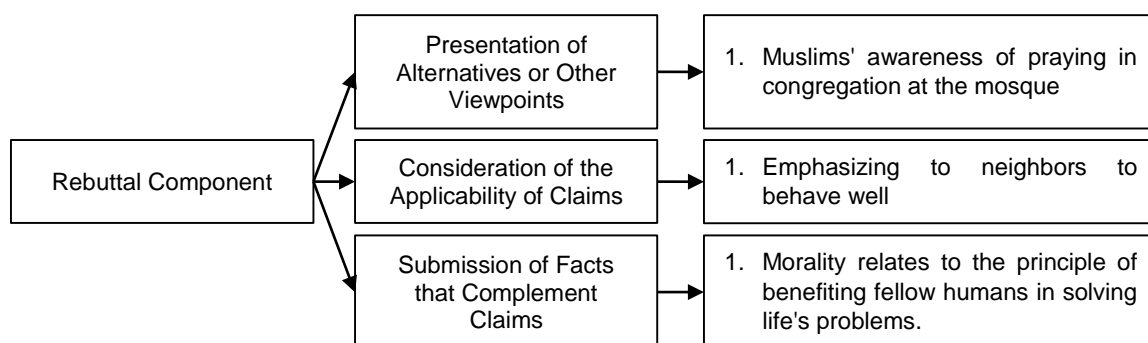 Presentation of
Alternatives or Other
Viewpoints
1. Muslims' awareness of praying in
congregation at the mosque
Rebuttal Component
Consideration of the
Applicability of Claims
1. Emphasizing to neighbors to
behave well
Submission of Facts
that Complement
Claims
1. Morality relates to the principle of
benefiting fellow humans in solving
life's problems.